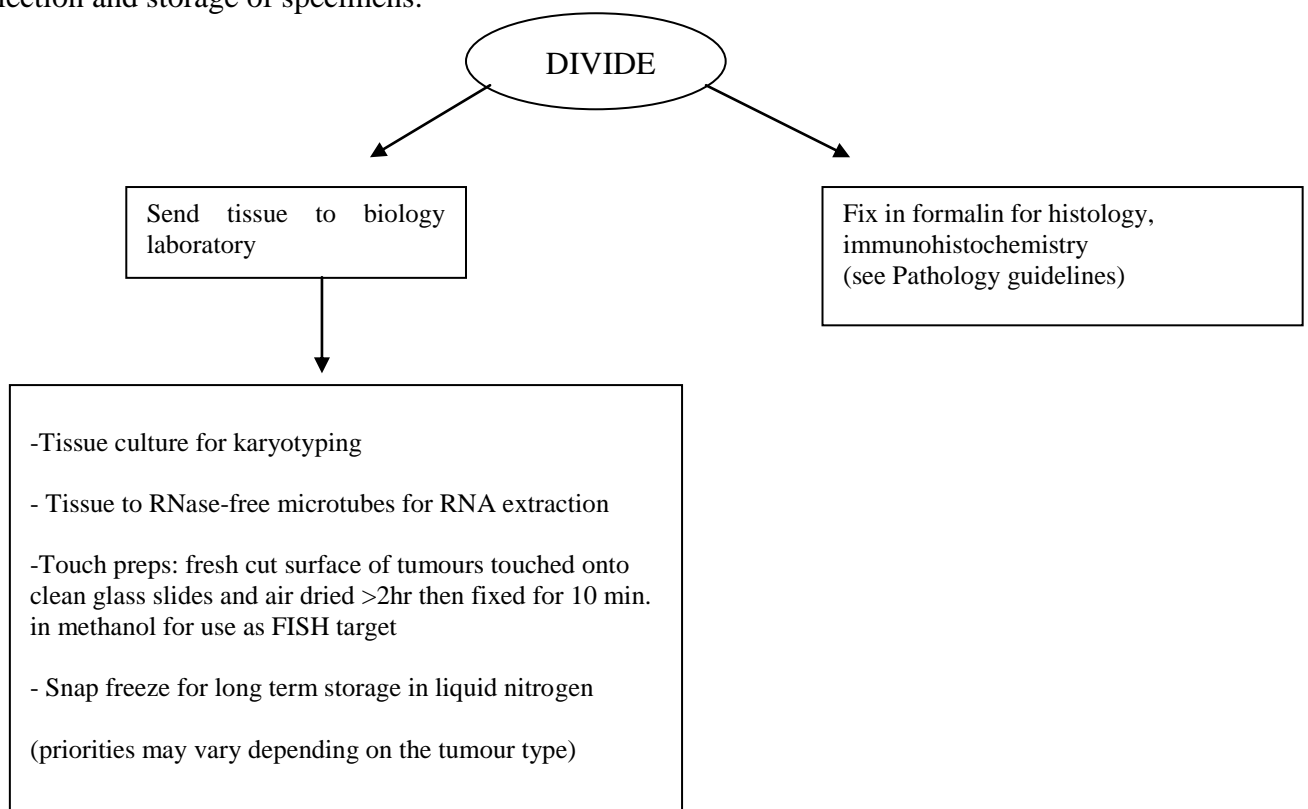 lection and storage of specimens.
DIVIDE
Send tissue to biology
laboratory
Fix in formalin for histology,
immunohistochemistry
(see Pathology guidelines)
-Tissue culture for karyotyping
- Tissue to RNase-free microtubes for RNA extraction
-Touch preps: fresh cut surface of tumours touched onto
clean glass slides and air dried >2hr then fixed for 10 min.
in methanol for use as FISH target
- Snap freeze for long term storage in liquid nitrogen
(priorities may vary depending on the tumour type)